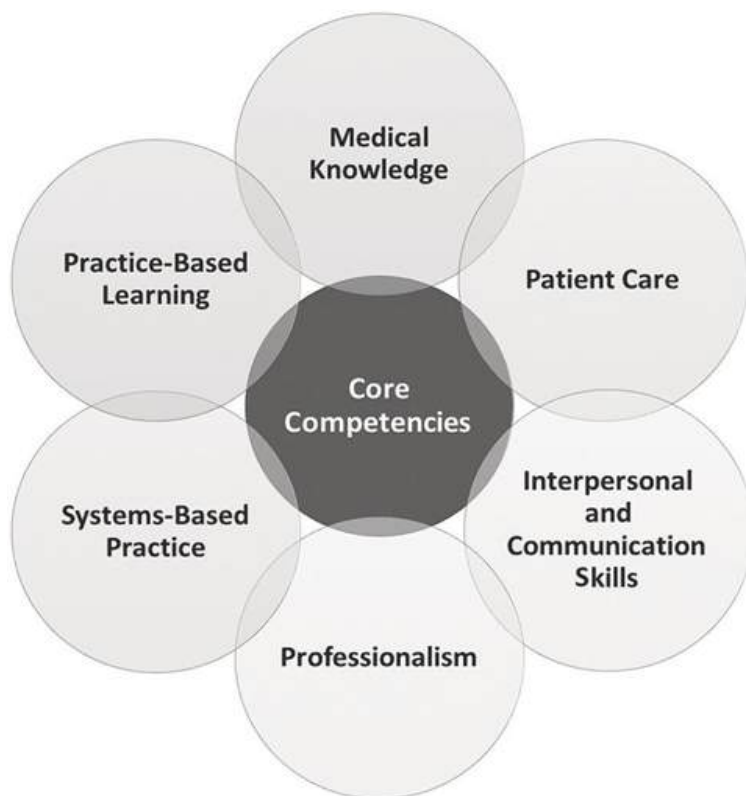 Medical
Knowledge
Patient Care
Interpersonal
and
Communication
Skills
Professionalism
Systems-Based
Practice
Practice-Based
Learning
Core
Competencies